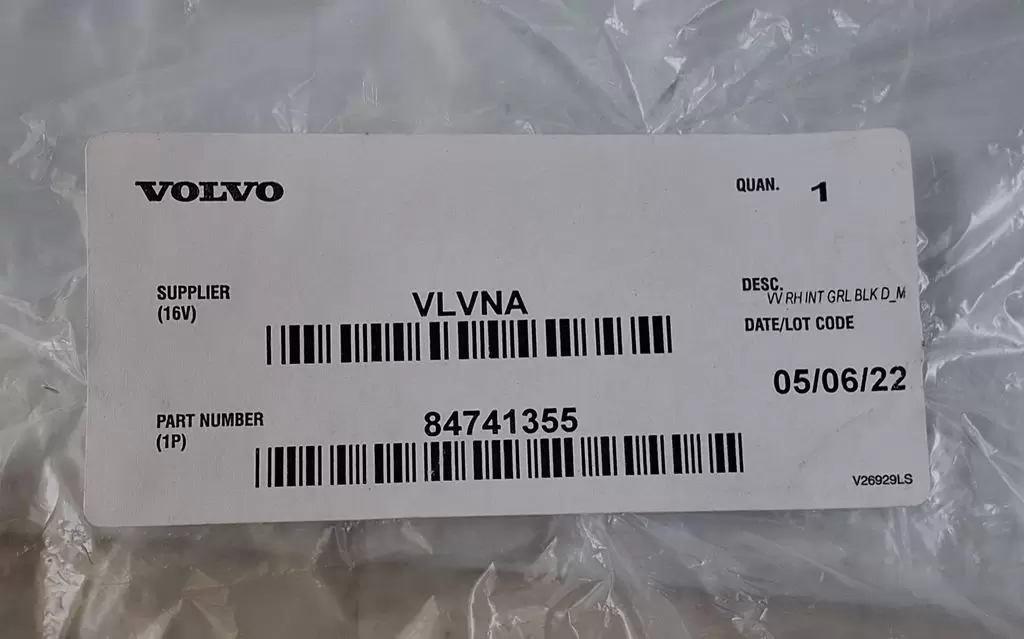 VOLVO
QUAN. 1
SUPPLIER
(16V)
VLVNA
DESC.
VV RH INT GRL BLK D_M
DATE/LOT CODE
05/06/22
PART NUMBER
(1P)
84741355
V26929LS